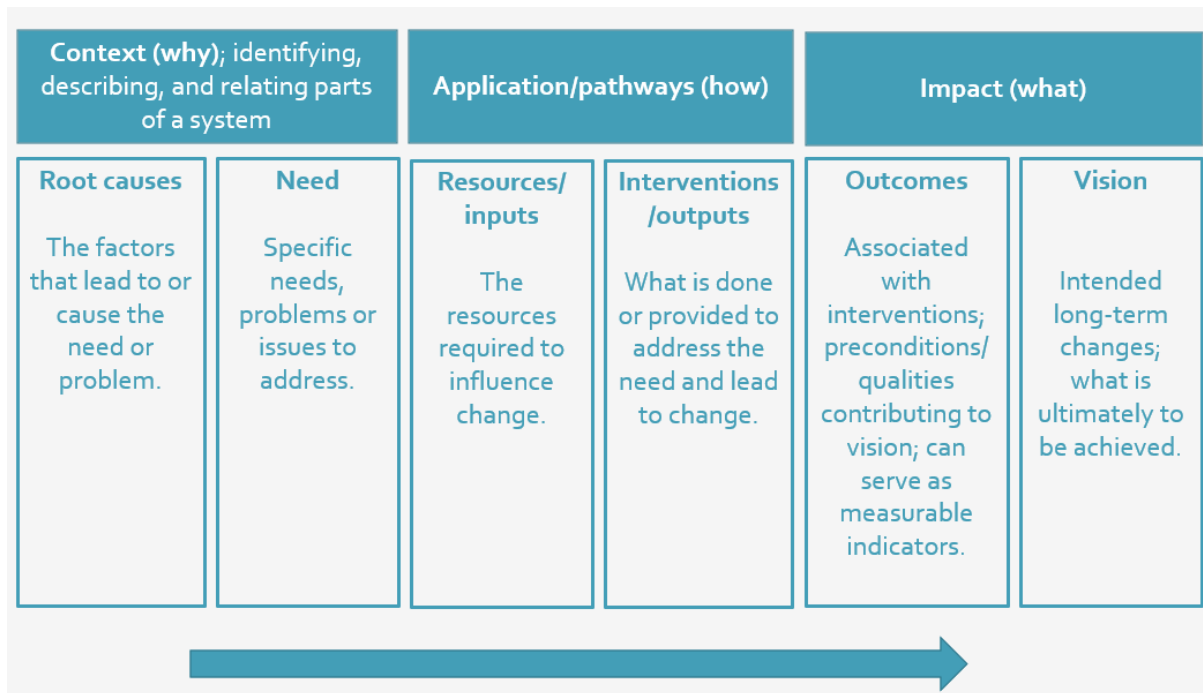 Context (why); identifying,
describing, and relating parts
of a system
Application/pathways (how)
Impact (what)
Root causes
The factors
that lead to or
cause the
need or
problem.
Need
Specific
needs,
problems or
issues to
address.
Resources/
inputs
The
resources
required to
influence
change.
Interventions
/outputs
What is done
or provided to
address the
need and lead
to change.
Outcomes
Associated
with
interventions;
preconditions/
qualities
contributing to
vision; can
serve as
measurable
indicators.
Vision
Intended
long-term
changes;
what is
ultimately to
be achieved.